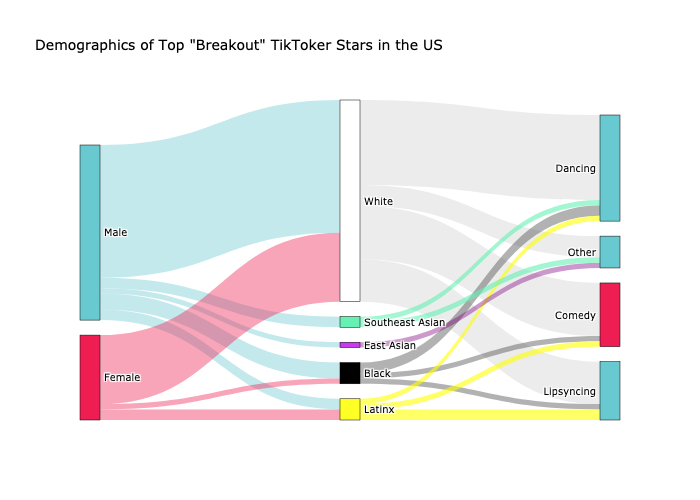 Demographics of Top "Breakout" TikToker Stars in the US
Male
Female
White
Southeast Asian
East Asian
Black
Latinx
Dancing
Other
Comedy
Lipsyncing